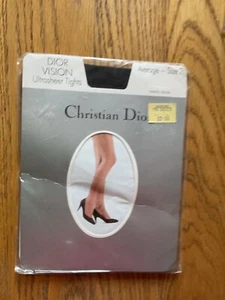 DIOR
VISION
Ultrasheer Tights
Average - Size 2
Christian Dior